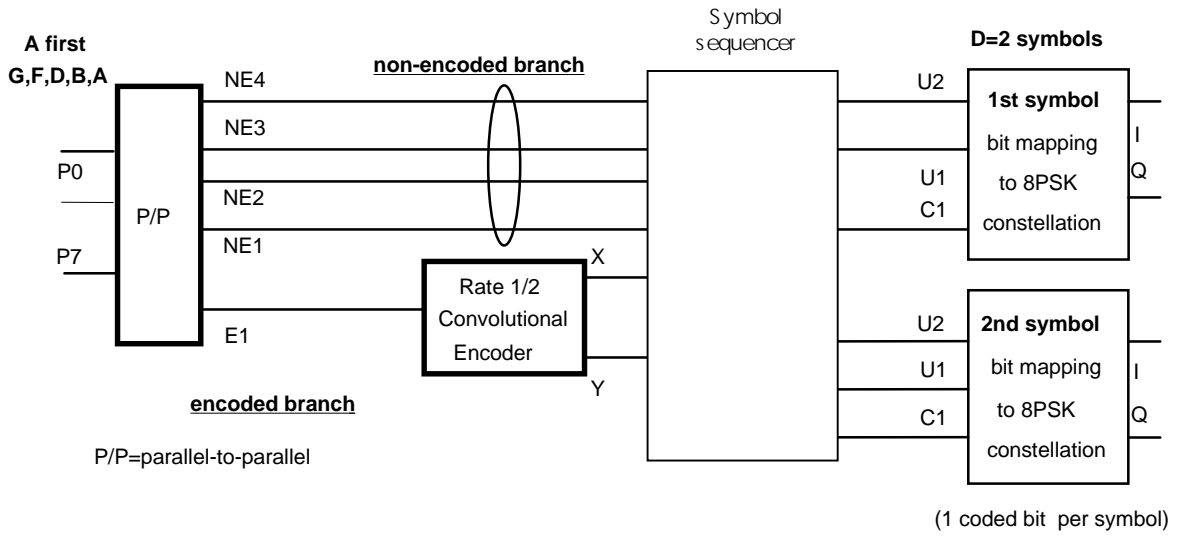 Symbol
sequencer
A first
G,F,D,B,A
non-encoded branch
D=2 symbols
NE4
NE3
NE2
NE1
P0
P7
P/P
E1
encoded branch
P/P=parallel-to-parallel
Rate 1/2
Convolutional
Encoder
X
Y
U2
U1
C1
1st symbol
bit mapping
to 8PSK
constellation
I
Q
U2
U1
C1
2nd symbol
bit mapping
to 8PSK
constellation
I
Q
(1 coded bit per symbol)